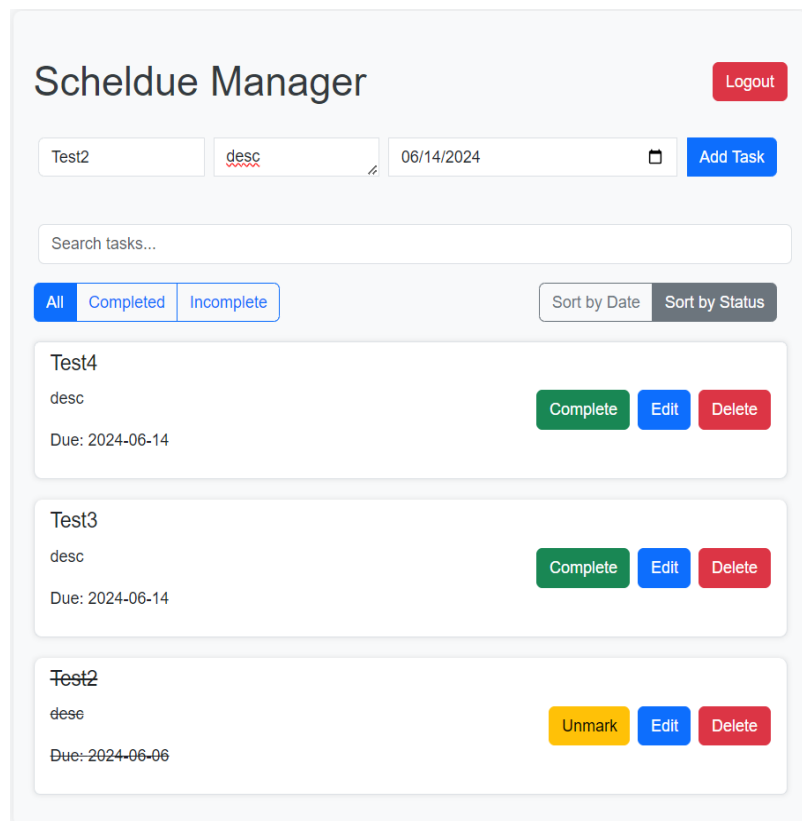 Scheldue Manager
Logout
Test2
desc
06/14/2024
Add Task
Search tasks...
All
Completed
Incomplete
Sort by Date
Sort by Status
Test4
desc
Due: 2024-06-14
Complete
Edit
Delete
Test3
desc
Due: 2024-06-14
Complete
Edit
Delete
Test2
desc
Due: 2024-06-06
Unmark
Edit
Delete